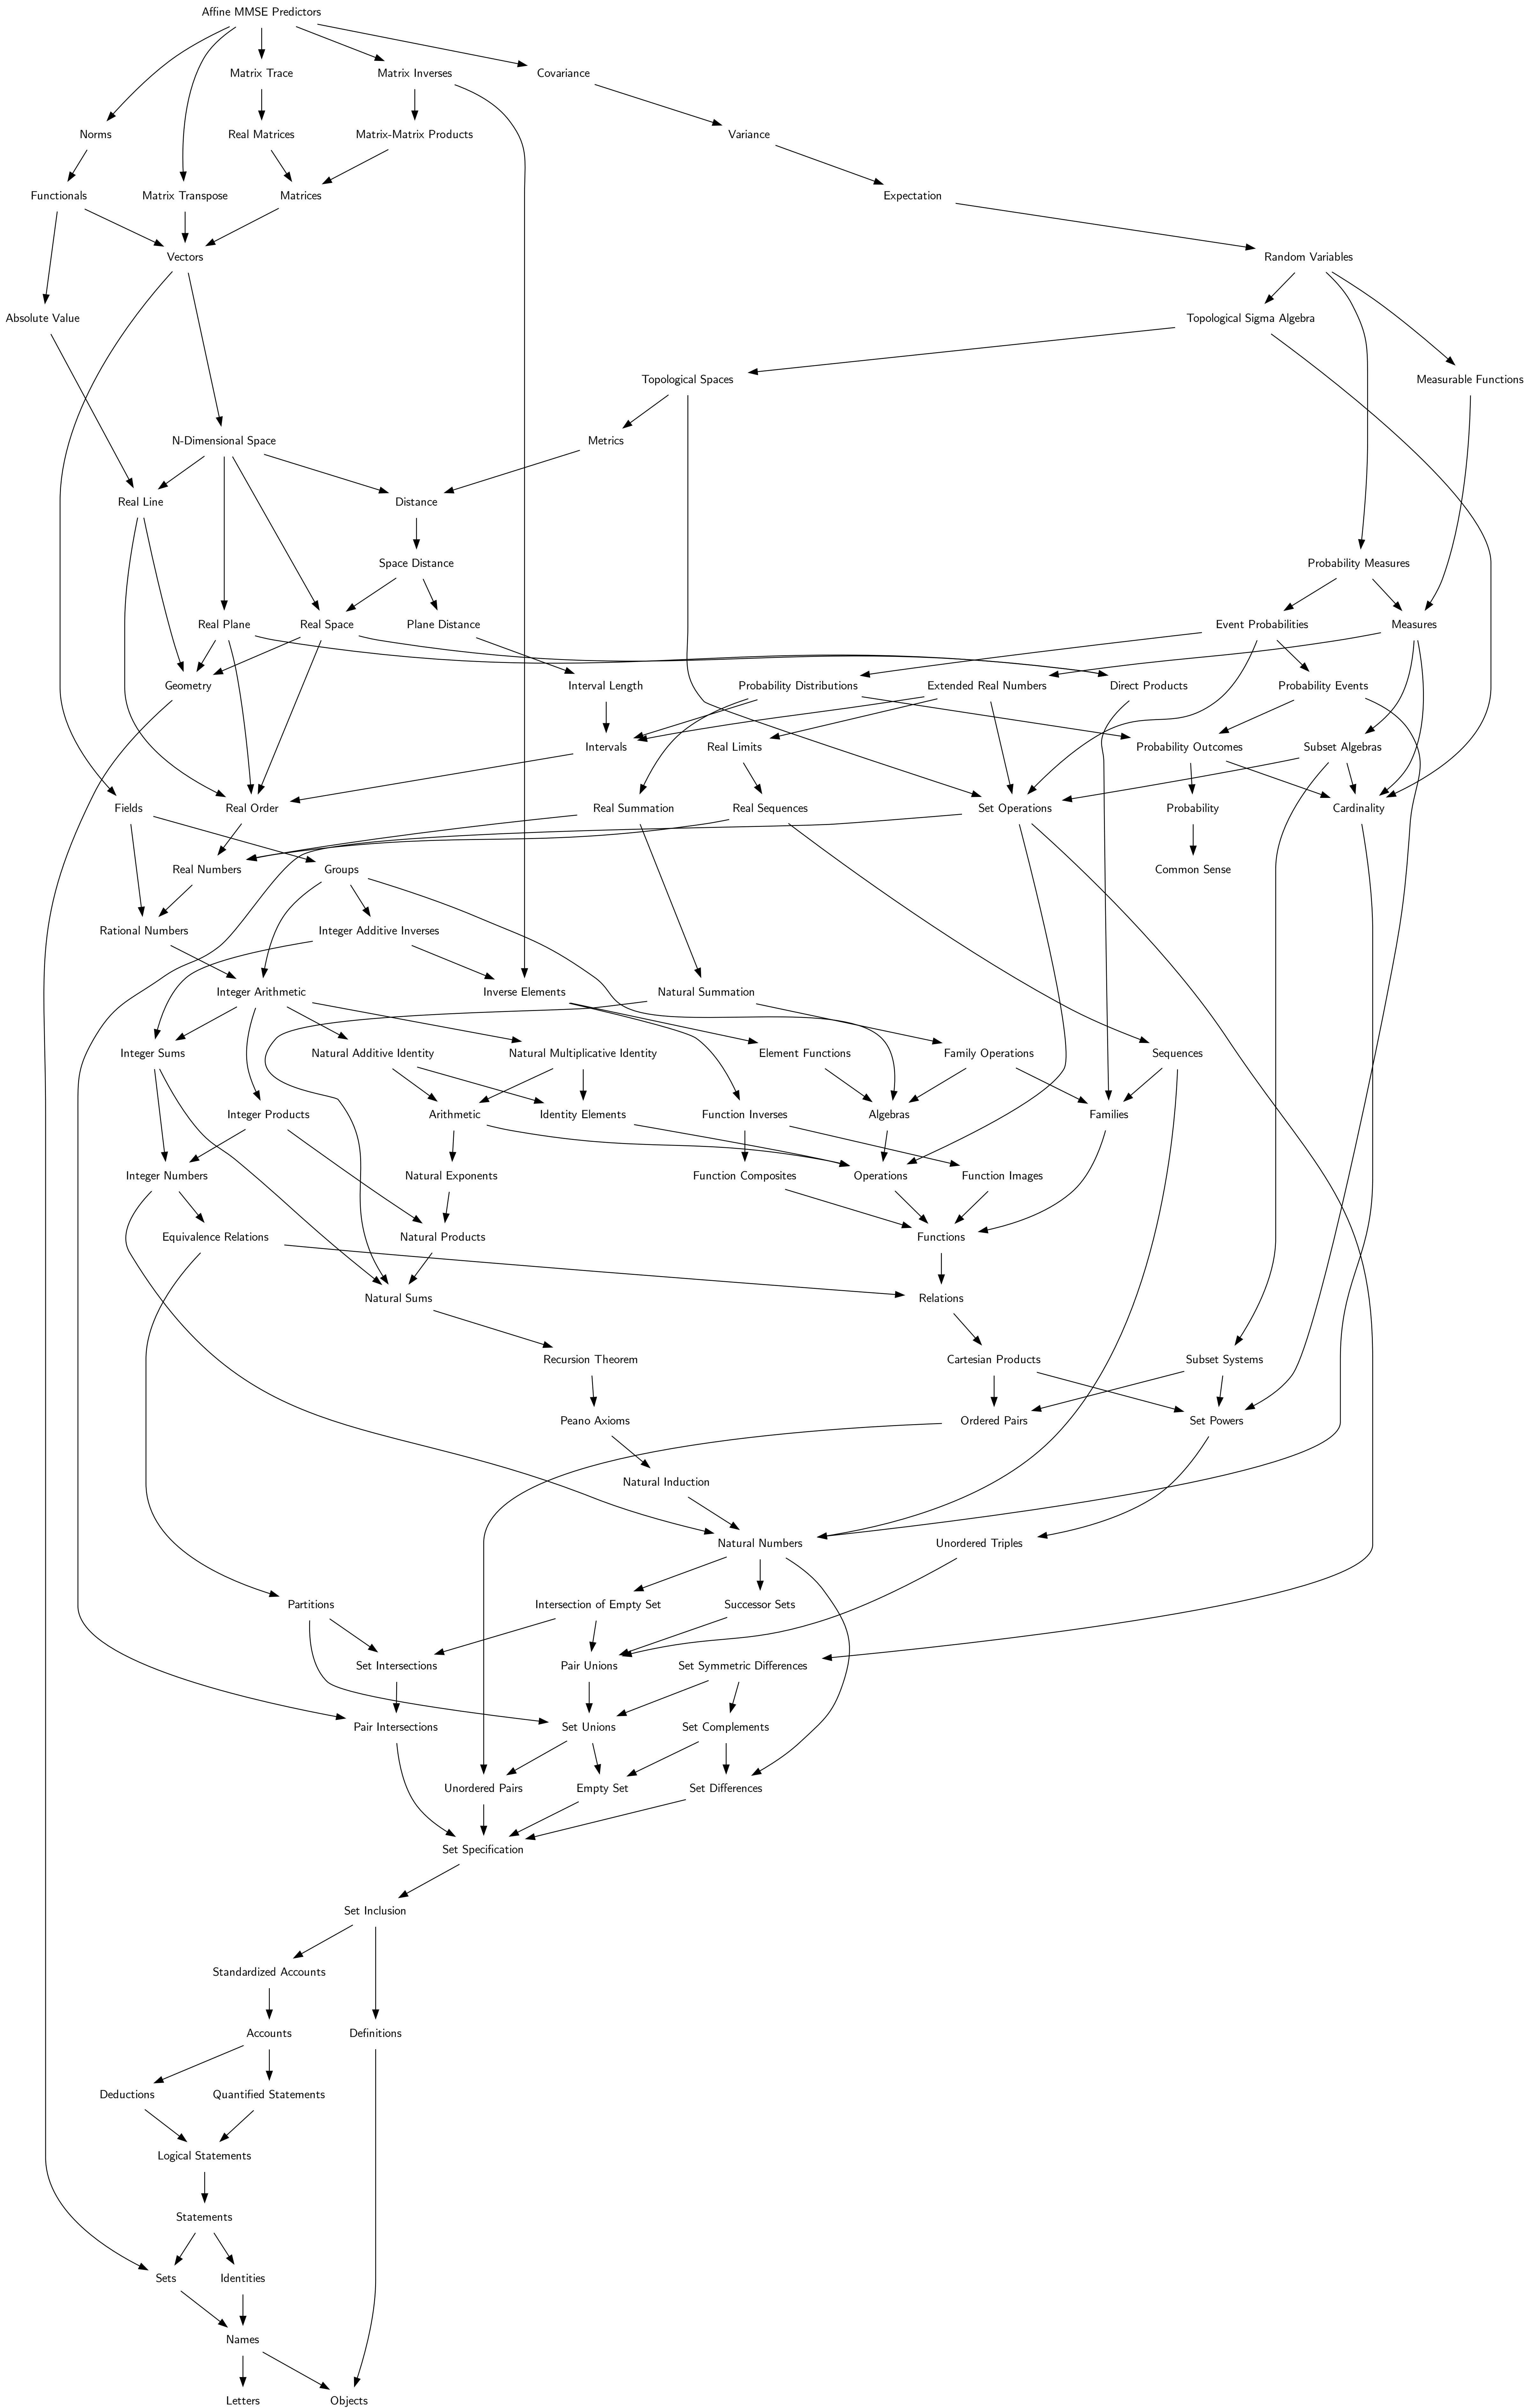 Affine MMSE Predictors
Matrix Trace
Matrix Inverses
Covariance
Norms
Real Matrices
Matrix-Matrix Products
Variance
Functionals
Matrix Transpose
Matrices
Expectation
Vectors
Random Variables
Absolute Value
Topological Sigma Algebra
Topological Spaces
Measurable Functions
N-Dimensional Space
Metrics
Real Line
Distance
Space Distance
Probability Measures
Real Plane
Real Space
Plane Distance
Event Probabilities
Measures
Geometry
Interval Length
Probability Distributions
Extended Real Numbers
Direct Products
Probability Events
Intervals
Real Limits
Probability Outcomes
Subset Algebras
Fields
Real Order
Real Summation
Real Sequences
Set Operations
Probability
Cardinality
Real Numbers
Groups
Common Sense
Rational Numbers
Integer Additive Inverses
Integer Arithmetic
Inverse Elements
Natural Summation
Integer Sums
Natural Additive Identity
Natural Multiplicative Identity
Element Functions
Family Operations
Sequences
Integer Products
Arithmetic
Identity Elements
Function Inverses
Algebras
Families
Integer Numbers
Natural Exponents
Function Composites
Operations
Function Images
Equivalence Relations
Natural Products
Functions
Natural Sums
Relations
Recursion Theorem
Cartesian Products
Subset Systems
Peano Axioms
Ordered Pairs
Set Powers
Natural Induction
Natural Numbers
Unordered Triples
Partitions
Intersection of Empty Set
Successor Sets
Set Intersections
Pair Unions
Set Symmetric Differences
Pair Intersections
Set Unions
Set Complements
Unordered Pairs
Empty Set
Set Differences
Set Specification
Set Inclusion
Standardized Accounts
Accounts
Definitions
Deductions
Quantified Statements
Logical Statements
Statements
Sets
Identities
Names
Letters
Objects